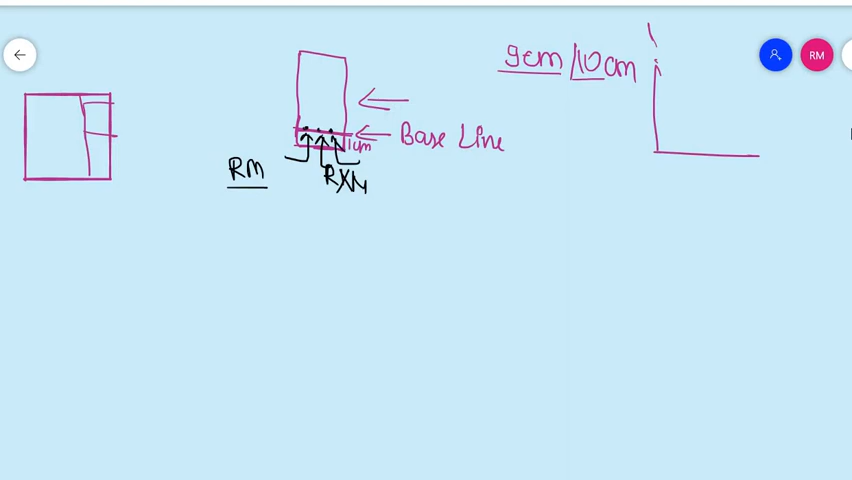 9cm /10cm
Base Line
1cm
RM
RXN
RM